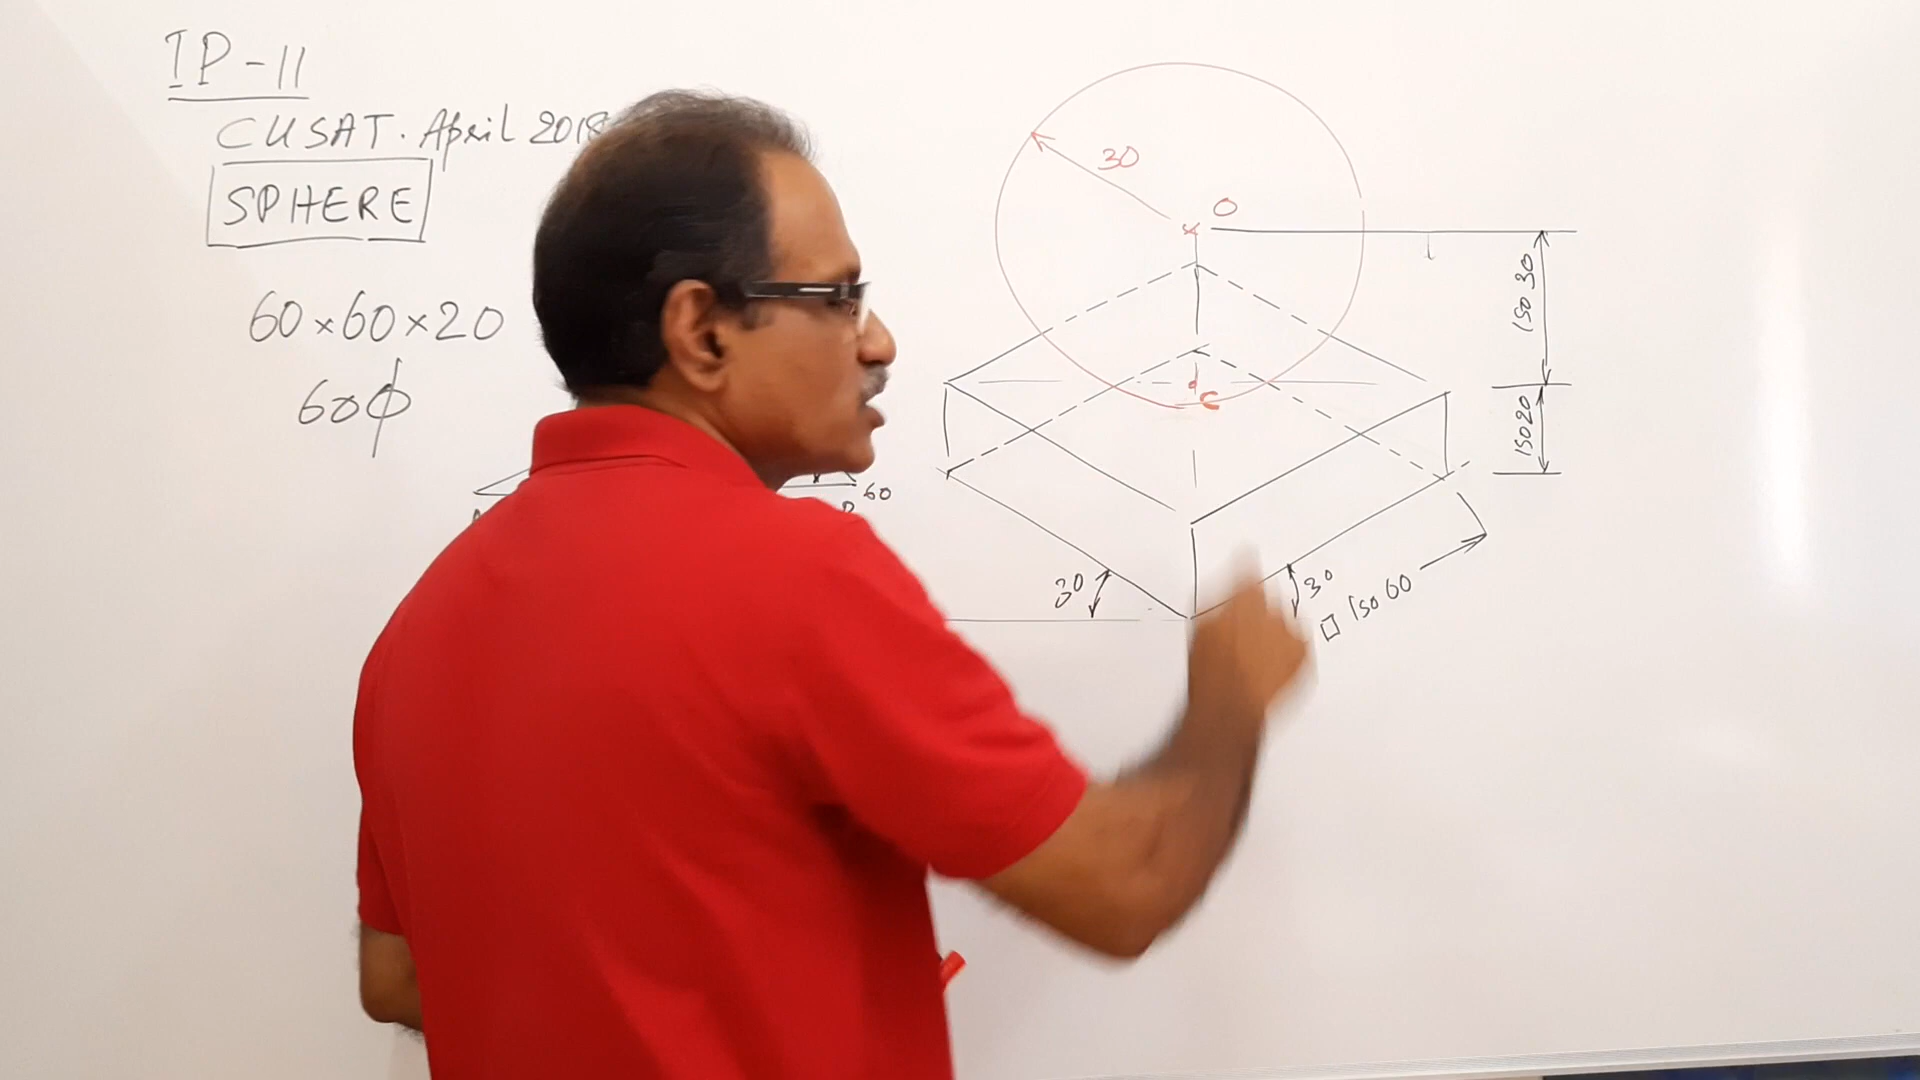 IP-11
CUSAT. April 2018
SPHERE
60×60×20
60ϕ
60
30
O
C
iso 30
iso 20
30
30
□ iso 60